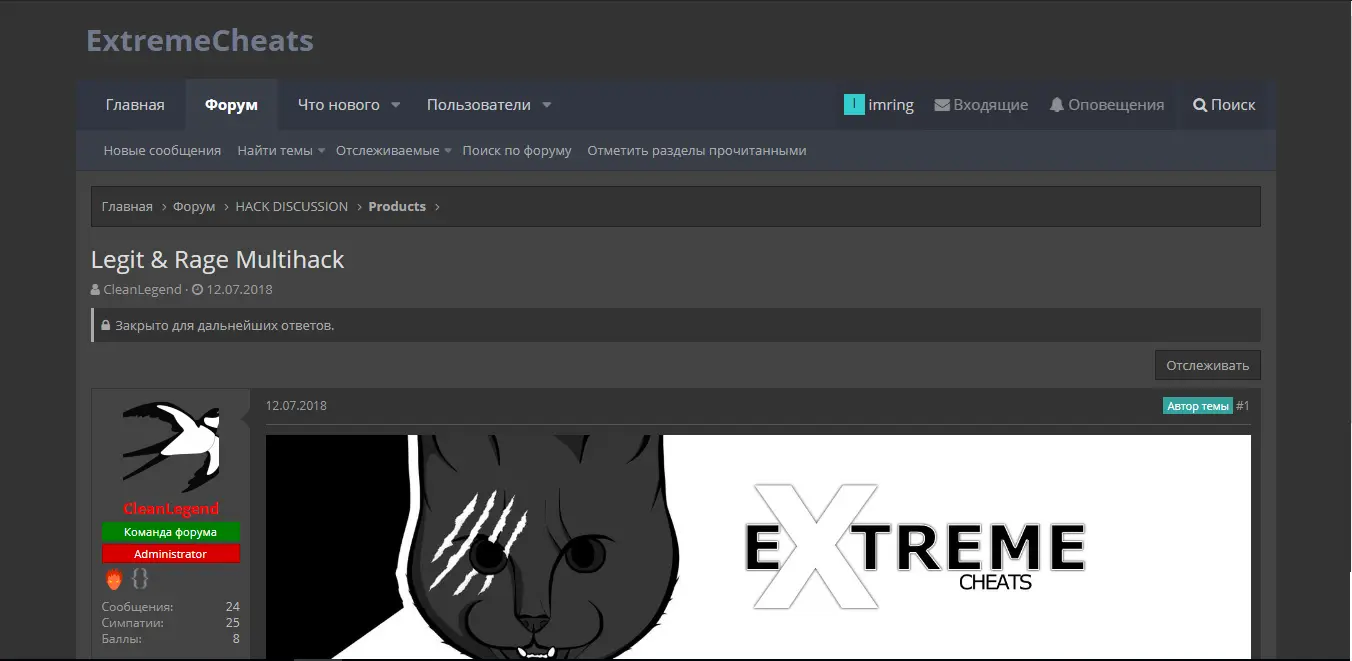 ExtremeCheats
Главная Форум Что нового Пользователи I imring Входящие Оповещения Поиск
Новые сообщения Найти темы Отслеживаемые Поиск по форуму Отметить разделы прочитанными
Главная › Форум › HACK DISCUSSION › Products ›
Legit & Rage Multihack
CleanLegend · 12.07.2018
Закрыто для дальнейших ответов.
Отслеживать
12.07.2018 Автор темы #1
EXTREME
CHEATS
CleanLegend
Команда форума
Administrator
{}
Сообщения: 24
Симпатии: 25
Баллы: 8